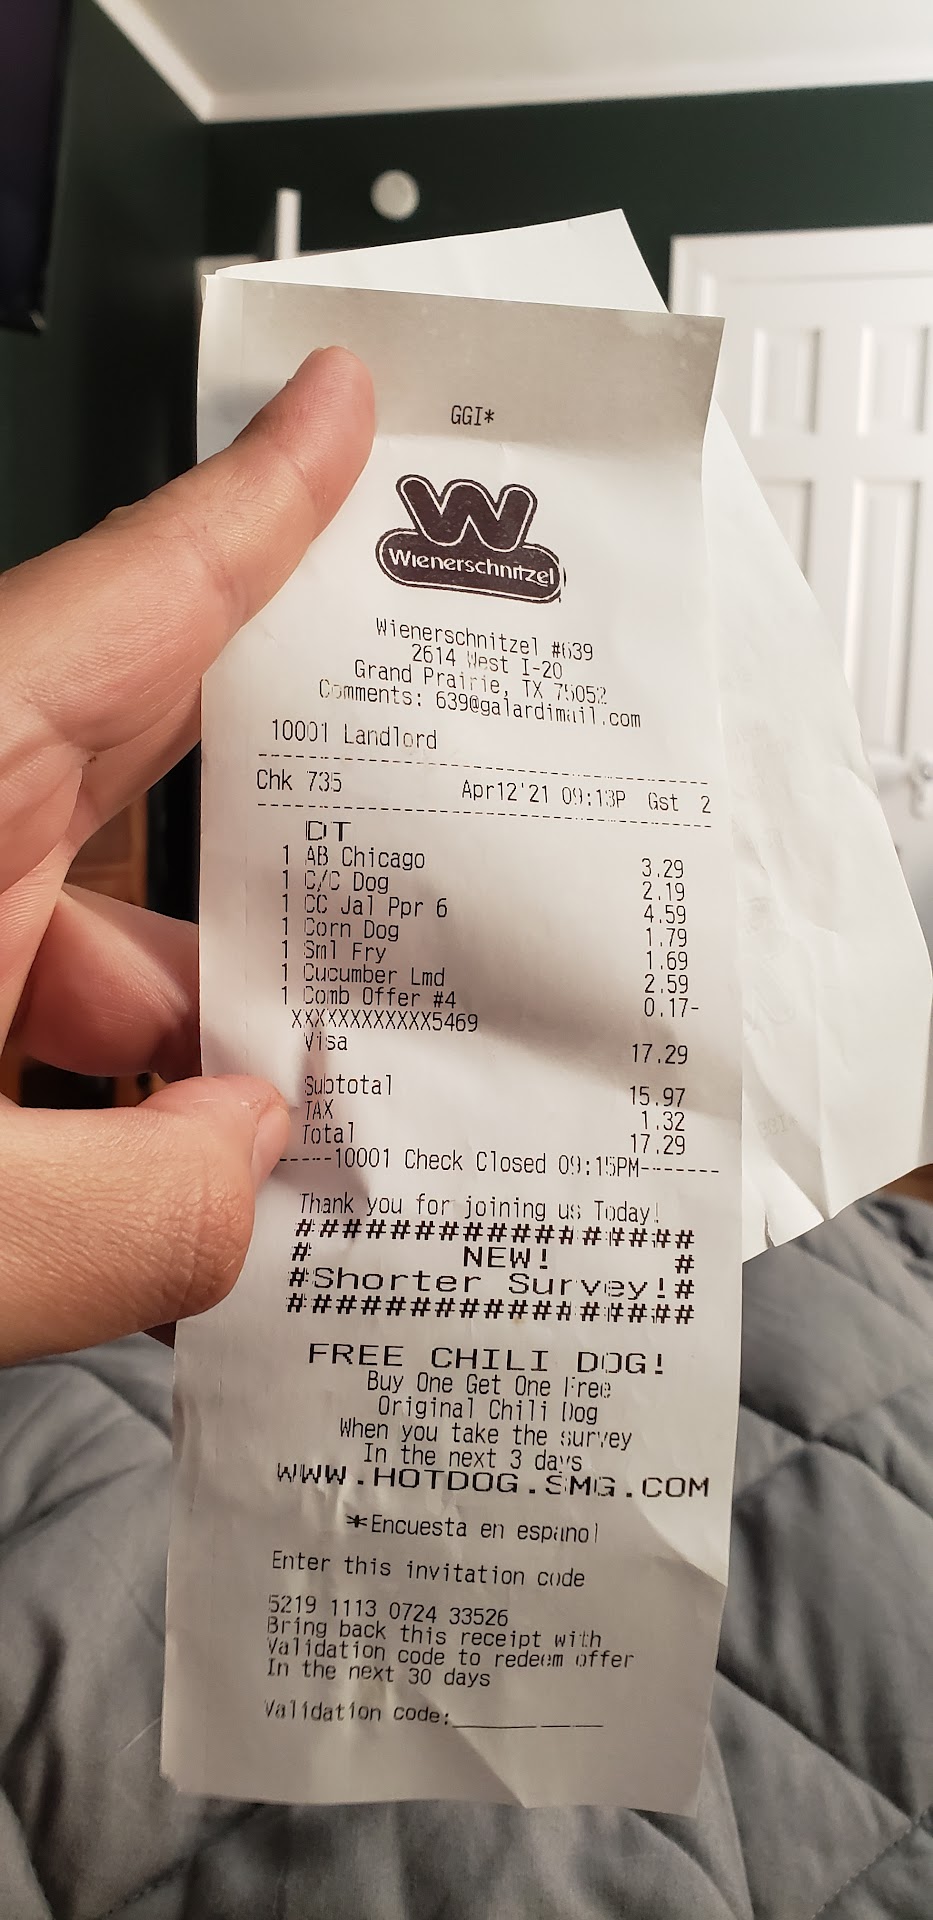 GGI*
W
Wienerschnitzel
Wienerschnitzel #639
2614 West I-20
Grand Prairie, TX 75052
Comments: 639@galardimail.com
10001 Landlord
Chk 735 Apr12'21 09:13P Gst 2
DT
1 AB Chicago 3.29
1 C/C Dog 2.19
1 CC Jal Ppr 6 4.59
1 Corn Dog 1.79
1 Sml Fry 1.69
1 Cucumber Lmd 2.59
1 Comb Offer #4 0.17-
XXXXXXXXXXXX5469
Visa 17.29
Subtotal 15.97
TAX 1.32
Total 17.29
-----10001 Check Closed 09:15PM-------
Thank you for joining us Today!
#################
# NEW! #
#Shorter Survey!#
#################
FREE CHILI DOG!
Buy One Get One Free
Original Chili Dog
When you take the survey
In the next 3 days
WWW.HOTDOG.SMG.COM
*Encuesta en espanol
Enter this invitation code
5219 1113 0724 33526
Bring back this receipt with
Validation code to redeem offer
In the next 30 days
Validation code:____________